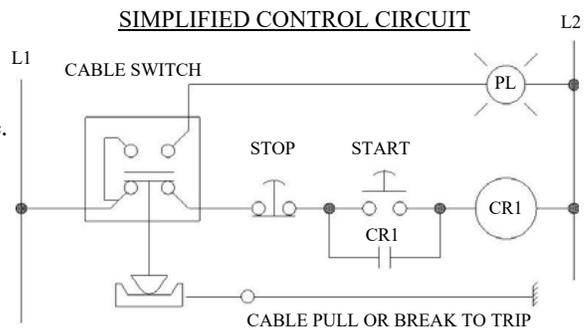 SIMPLIFIED CONTROL CIRCUIT
L2
L1
CABLE SWITCH
PL
STOP
START
CR1
CR1
CABLE PULL OR BREAK TO TRIP